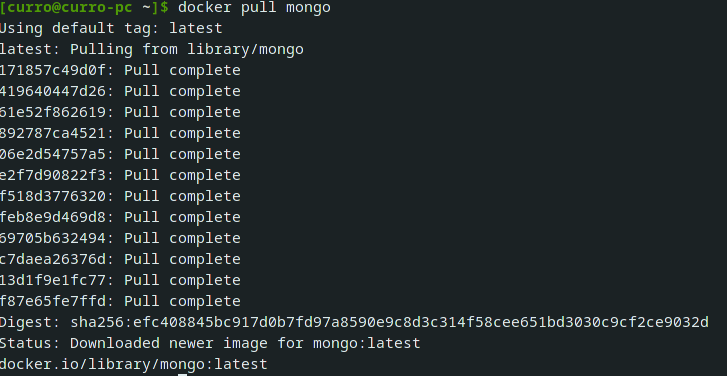 [curro@curro-pc ~]$ docker pull mongo
Using default tag: latest
latest: Pulling from library/mongo
171857c49d0f: Pull complete
419640447d26: Pull complete
61e52f862619: Pull complete
892787ca4521: Pull complete
06e2d54757a5: Pull complete
e2f7d90822f3: Pull complete
f518d3776320: Pull complete
feb8e9d469d8: Pull complete
69705b632494: Pull complete
c7daea26376d: Pull complete
13d1f9e1fc77: Pull complete
f87e65fe7ffd: Pull complete
Digest: sha256:efc408845bc917d0b7fd97a8590e9c8d3c314f58cee651bd3030c9cf2ce9032d
Status: Downloaded newer image for mongo:latest
docker.io/library/mongo:latest